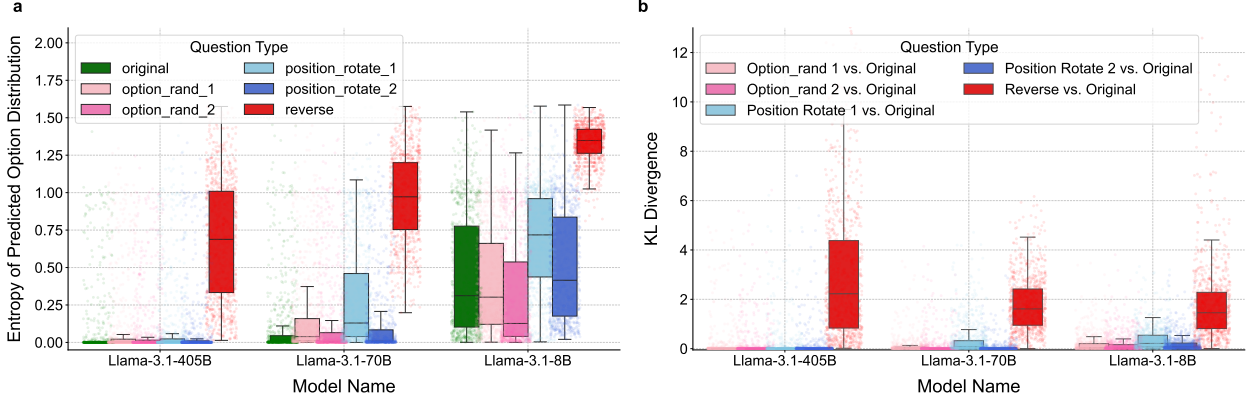 a
Entropy of Predicted Option Distribution
2.00
1.75
1.50
1.25
1.00
0.75
0.50
0.25
0.00
Question Type
original
option_rand_1
option_rand_2
position_rotate_1
position_rotate_2
reverse
Llama-3.1-405B
Llama-3.1-70B
Llama-3.1-8B
Model Name
b
KL Divergence
12
10
8
6
4
2
0
Question Type
Option_rand 1 vs. Original
Option_rand 2 vs. Original
Position Rotate 1 vs. Original
Position Rotate 2 vs. Original
Reverse vs. Original
Llama-3.1-405B
Llama-3.1-70B
Llama-3.1-8B
Model Name